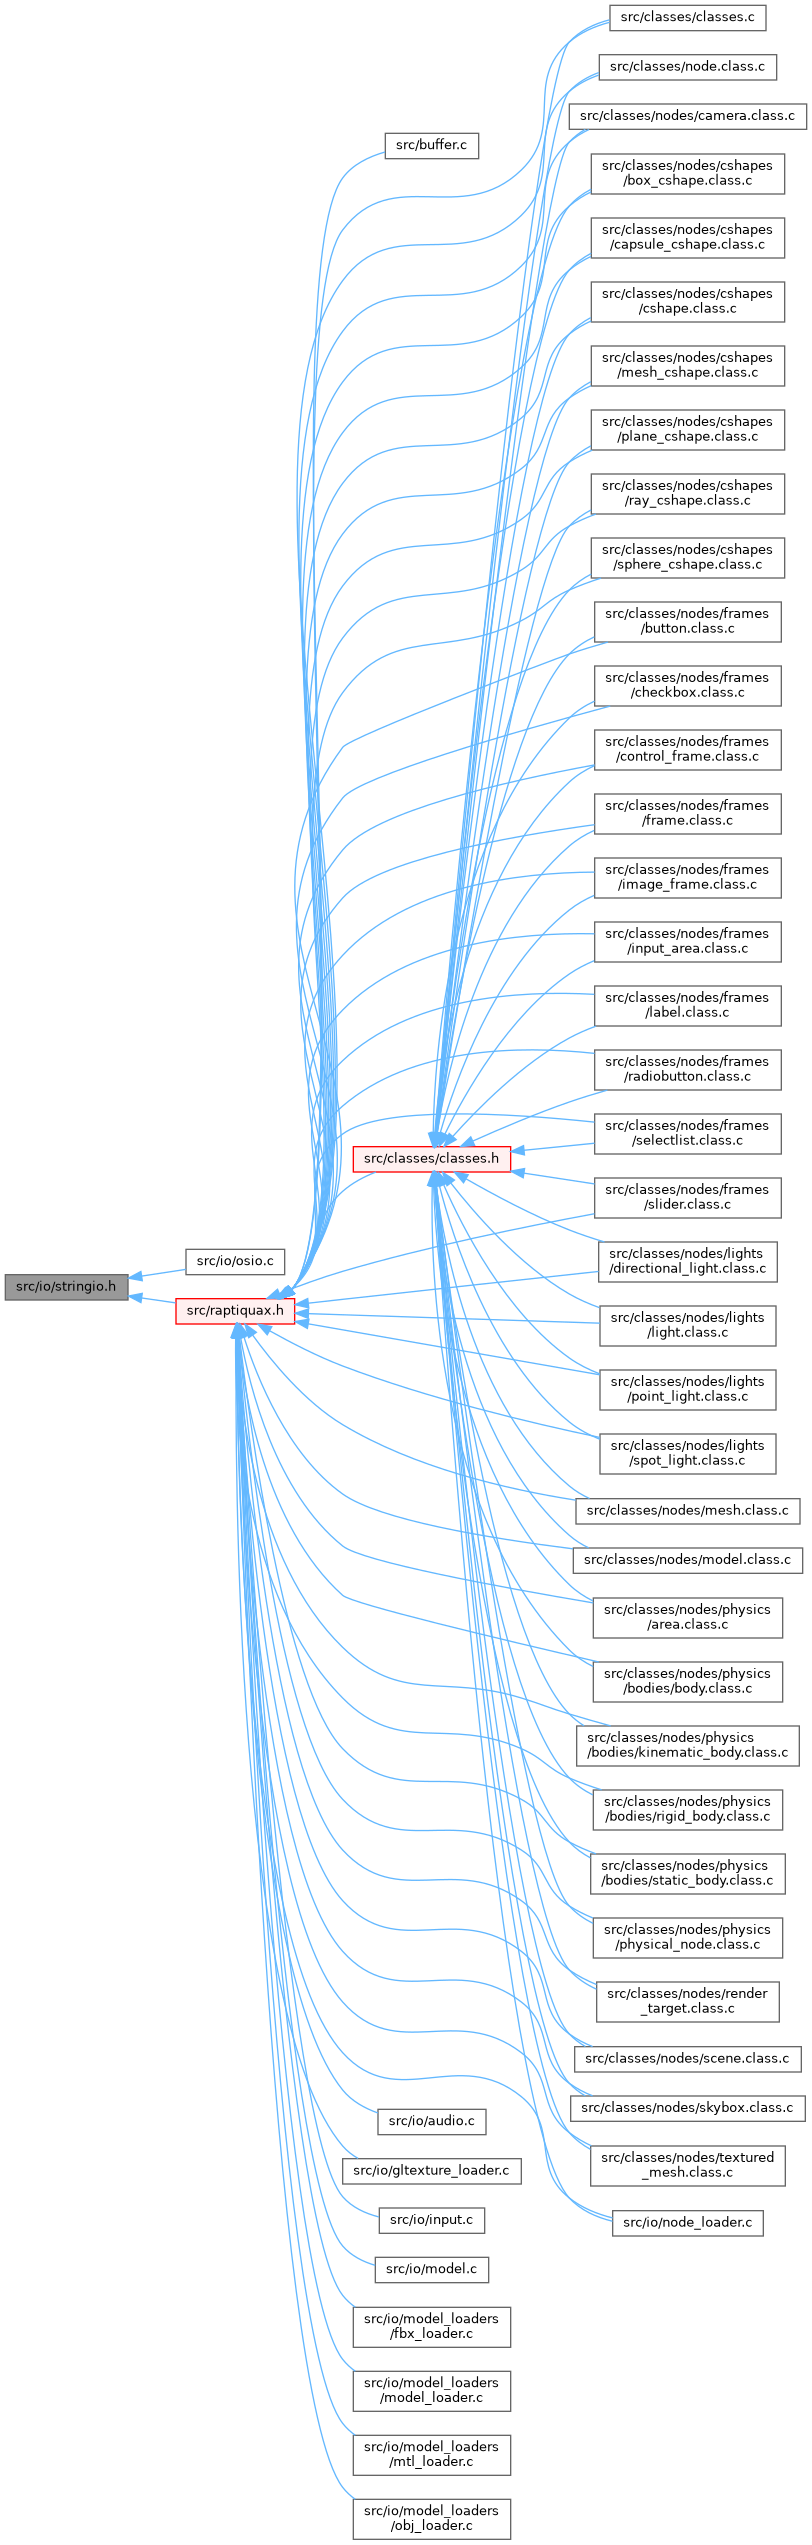 src/classes/classes.c
src/classes/node.class.c
src/classes/nodes/camera.class.c
src/buffer.c
src/classes/nodes/cshapes
/box_cshape.class.c
src/classes/nodes/cshapes
/capsule_cshape.class.c
src/classes/nodes/cshapes
/cshape.class.c
src/classes/nodes/cshapes
/mesh_cshape.class.c
src/classes/nodes/cshapes
/plane_cshape.class.c
src/classes/nodes/cshapes
/ray_cshape.class.c
src/classes/nodes/cshapes
/sphere_cshape.class.c
src/classes/nodes/frames
/button.class.c
src/classes/nodes/frames
/checkbox.class.c
src/classes/nodes/frames
/control_frame.class.c
src/classes/nodes/frames
/frame.class.c
src/classes/nodes/frames
/image_frame.class.c
src/classes/nodes/frames
/input_area.class.c
src/classes/nodes/frames
/label.class.c
src/classes/nodes/frames
/radiobutton.class.c
src/classes/nodes/frames
/selectlist.class.c
src/classes/classes.h
src/classes/nodes/frames
/slider.class.c
src/io/osio.c
src/classes/nodes/lights
/directional_light.class.c
src/io/stringio.h
src/raptiquax.h
src/classes/nodes/lights
/light.class.c
src/classes/nodes/lights
/point_light.class.c
src/classes/nodes/lights
/spot_light.class.c
src/classes/nodes/mesh.class.c
src/classes/nodes/model.class.c
src/classes/nodes/physics
/area.class.c
src/classes/nodes/physics
/bodies/body.class.c
src/classes/nodes/physics
/bodies/kinematic_body.class.c
src/classes/nodes/physics
/bodies/rigid_body.class.c
src/classes/nodes/physics
/bodies/static_body.class.c
src/classes/nodes/physics
/physical_node.class.c
src/classes/nodes/render
_target.class.c
src/classes/nodes/scene.class.c
src/classes/nodes/skybox.class.c
src/io/audio.c
src/classes/nodes/textured
_mesh.class.c
src/io/gltexture_loader.c
src/io/input.c
src/io/node_loader.c
src/io/model.c
src/io/model_loaders
/fbx_loader.c
src/io/model_loaders
/model_loader.c
src/io/model_loaders
/mtl_loader.c
src/io/model_loaders
/obj_loader.c